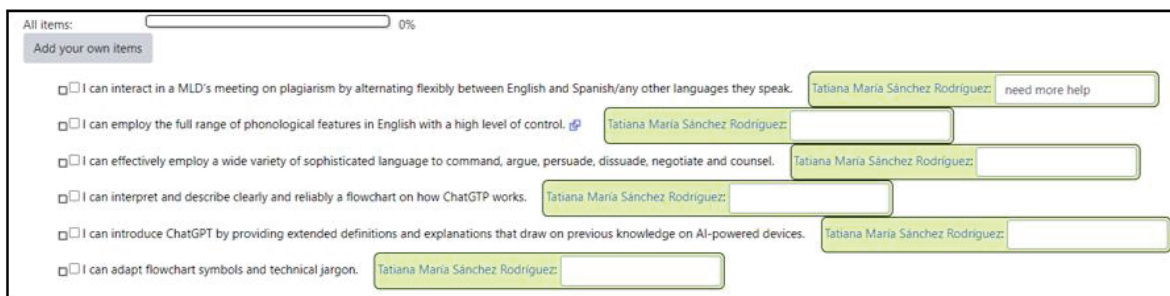 All items: 0%
Add your own items
I can interact in a MLD's meeting on plagiarism by alternating flexibly between English and Spanish/any other languages they speak. Tatiana María Sánchez Rodríguez: need more help
I can employ the full range of phonological features in English with a high level of control. Tatiana María Sánchez Rodríguez:
I can effectively employ a wide variety of sophisticated language to command, argue, persuade, dissuade, negotiate and counsel. Tatiana María Sánchez Rodríguez:
I can interpret and describe clearly and reliably a flowchart on how ChatGTP works. Tatiana María Sánchez Rodríguez:
I can introduce ChatGPT by providing extended definitions and explanations that draw on previous knowledge on AI-powered devices. Tatiana María Sánchez Rodríguez:
I can adapt flowchart symbols and technical jargon. Tatiana María Sánchez Rodríguez: